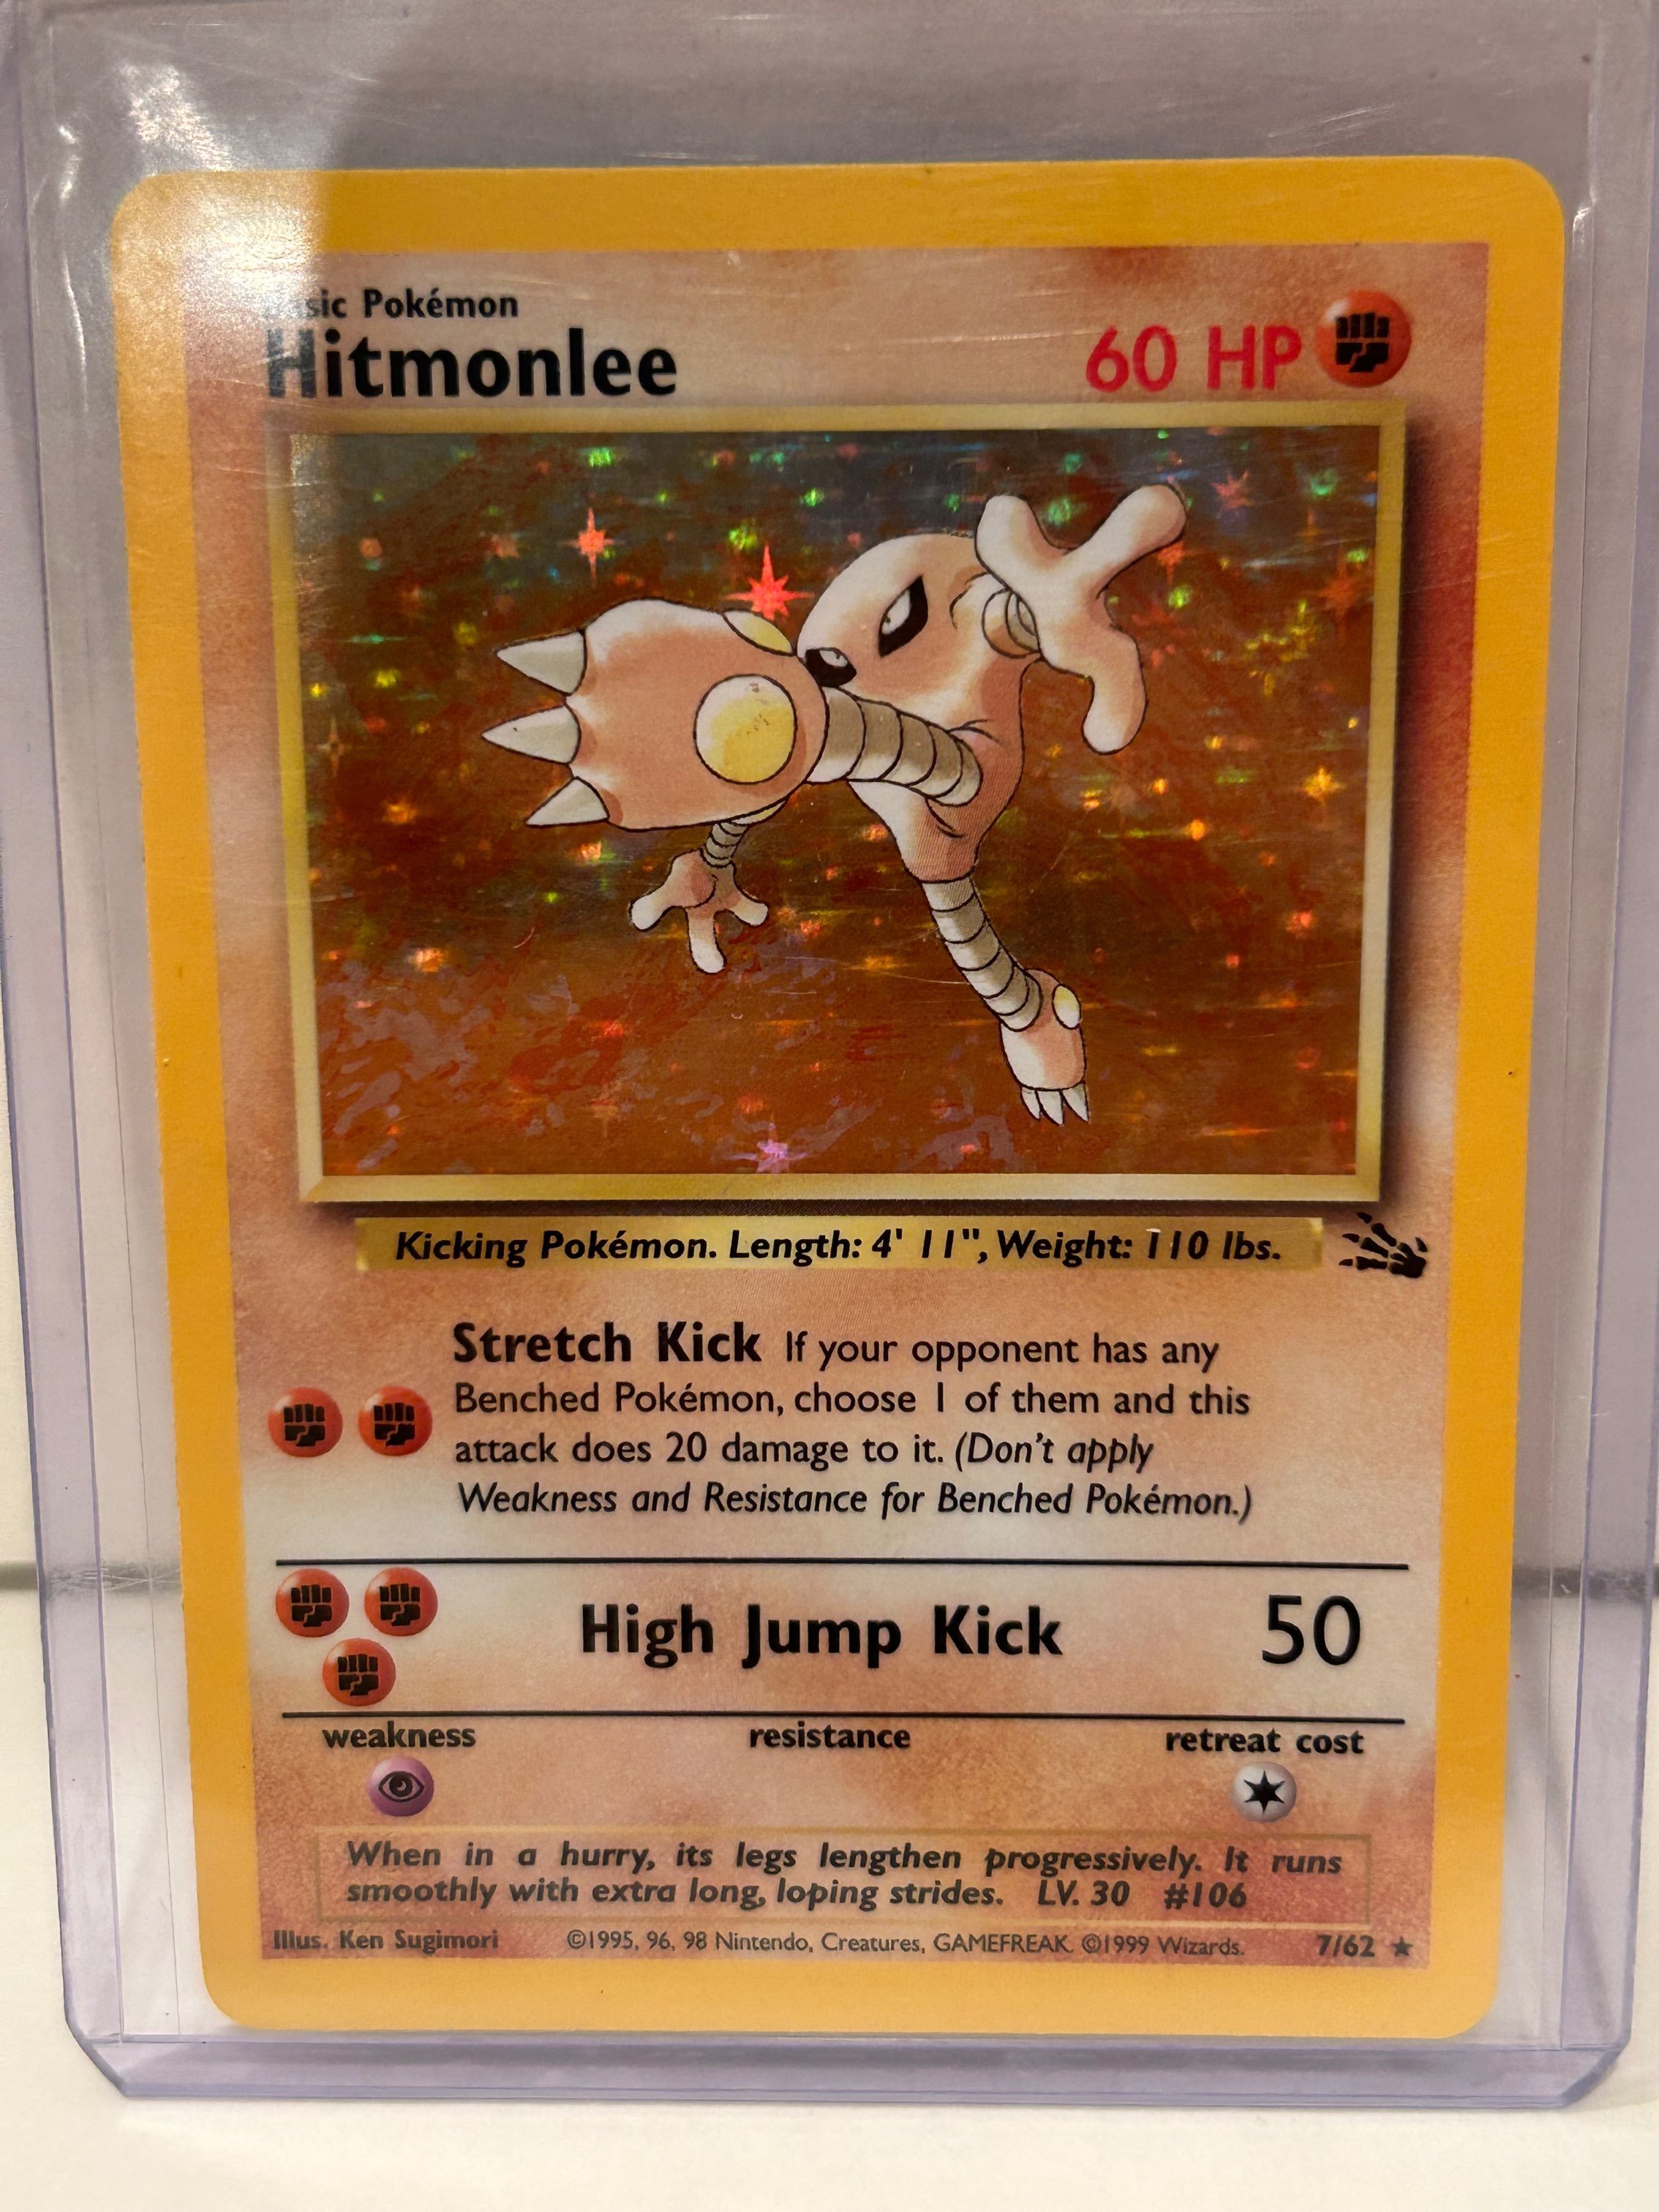 Basic Pokémon
Hitmonlee 60 HP
Kicking Pokémon. Length: 4' 11", Weight: 110 lbs.
Stretch Kick If your opponent has any
Benched Pokémon, choose 1 of them and this
attack does 20 damage to it. (Don't apply
Weakness and Resistance for Benched Pokémon.)
High Jump Kick 50
weakness resistance retreat cost
When in a hurry, its legs lengthen progressively. It runs
smoothly with extra long, loping strides. LV. 30 #106
Illus. Ken Sugimori ©1995, 96, 98 Nintendo, Creatures, GAMEFREAK. ©1999 Wizards. 7/62 ★